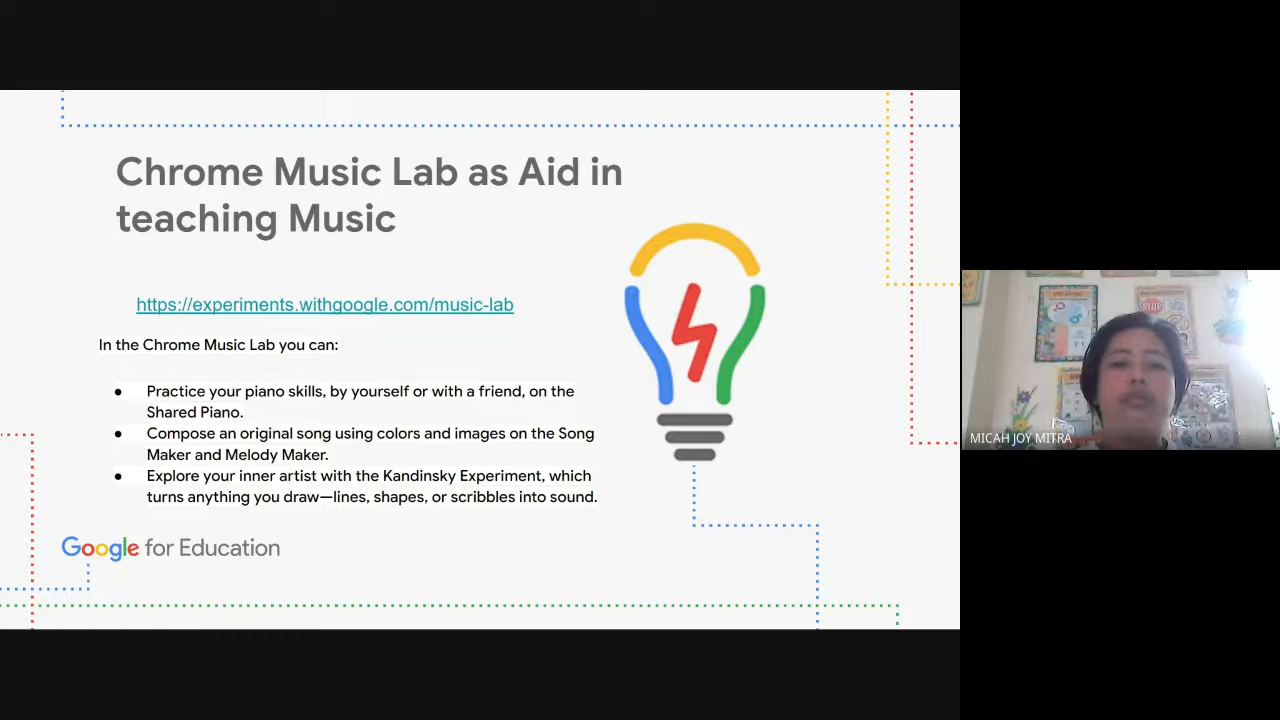 Chrome Music Lab as Aid in
teaching Music
https://experiments.withgoogle.com/music-lab
In the Chrome Music Lab you can:
● Practice your piano skills, by yourself or with a friend, on the
Shared Piano.
● Compose an original song using colors and images on the Song
Maker and Melody Maker.
● Explore your inner artist with the Kandinsky Experiment, which
turns anything you draw—lines, shapes, or scribbles into sound.
Google for Education
STOP
MICAH JOY MITRA